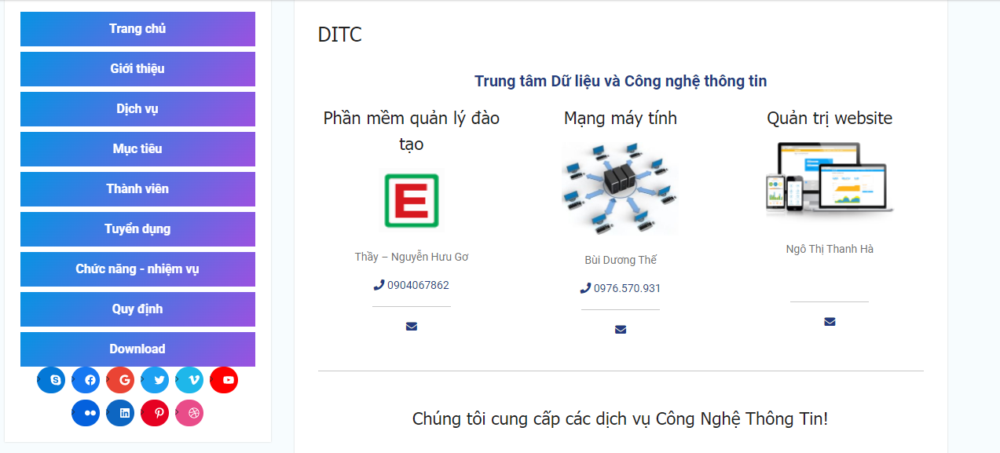 Trang chủ
Giới thiệu
Dịch vụ
Mục tiêu
Thành viên
Tuyển dụng
Chức năng - nhiệm vụ
Quy định
Download
DITC
Trung tâm Dữ liệu và Công nghệ thông tin
Phần mềm quản lý đào
tạo
E
Thầy – Nguyễn Hưu Gơ
0904067862
Mạng máy tính
Bùi Dương Thế
0976.570.931
Quản trị website
Ngô Thị Thanh Hà
Chúng tôi cung cấp các dịch vụ Công Nghệ Thông Tin!